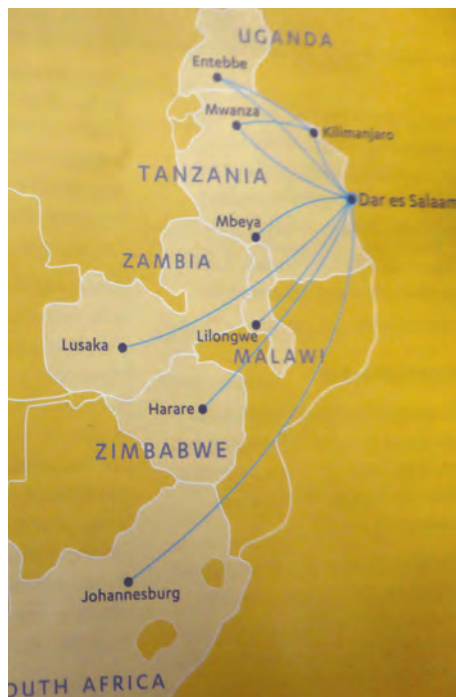 UGANDA
Entebbe
Mwanza
Kilimanjaro
TANZANIA
Dar es Salaam
Mbeya
ZAMBIA
Lilongwe
Lusaka
MALAWI
Harare
ZIMBABWE
Johannesburg
OUTH AFRICA